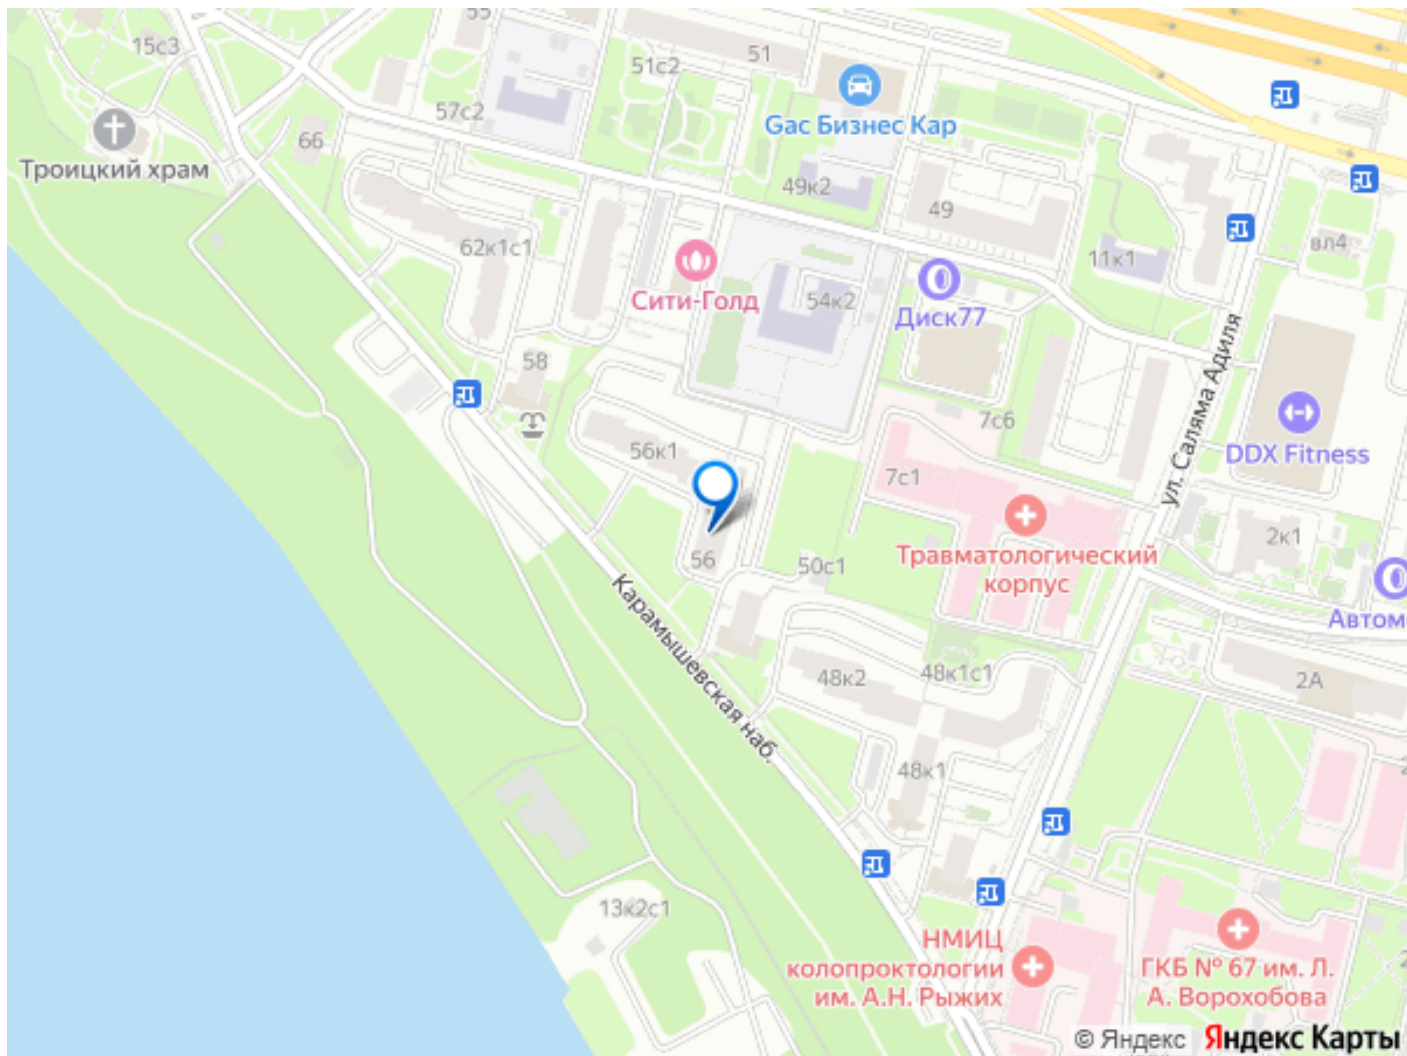 55
15с3
51
51с2
Gac Бизнес Кар
57с2
66
Троицкий храм
49к2
49
вл4
62к1с1
11к1
Сити-Голд
54к2
Диск77
ул. Саляма Адиля
58
7с6
56к1
DDX Fitness
7с1
2к1
Травматологический
корпус
56
50с1
Автом
Карамышевская наб.
48к2
48к1с1
2А
48к1
13к2с1
НМИЦ
колопроктологии
им. А.Н. Рыжих
ГКБ № 67 им. Л.
А. Ворохобова
© Яндекс Яндекс Карты